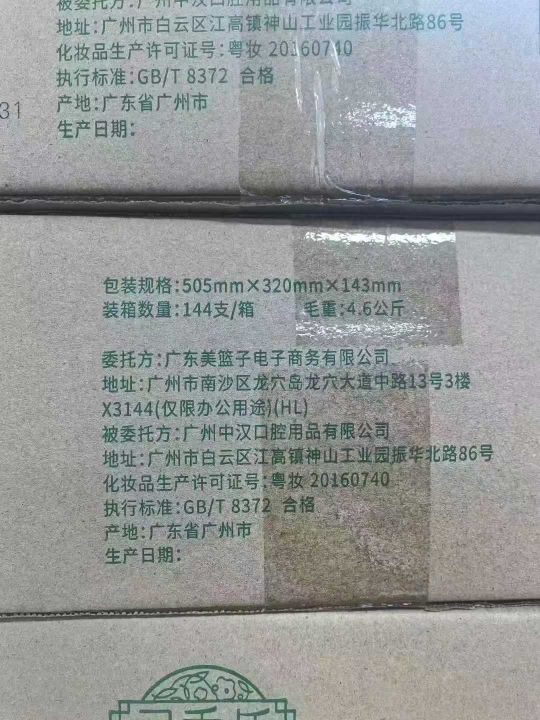 地址:广州市白云区江高镇神山工业园振华北路86号
化妆品生产许可证号:粤妆 20160740
执行标准:GB/T 8372 合格
产地:广东省广州市
31
生产日期:
包装规格:505mm×320mm×143mm
装箱数量:144支/箱 毛重:4.6公斤
委托方:广东美篮子电子商务有限公司
地址:广州市南沙区龙穴岛龙穴大道中路13号3楼
X3144(仅限办公用途)(HL)
被委托方:广州中汉口腔用品有限公司
地址:广州市白云区江高镇神山工业园振华北路86号
化妆品生产许可证号:粤妆 20160740
执行标准:GB/T 8372 合格
产地:广东省广州市
生产日期: